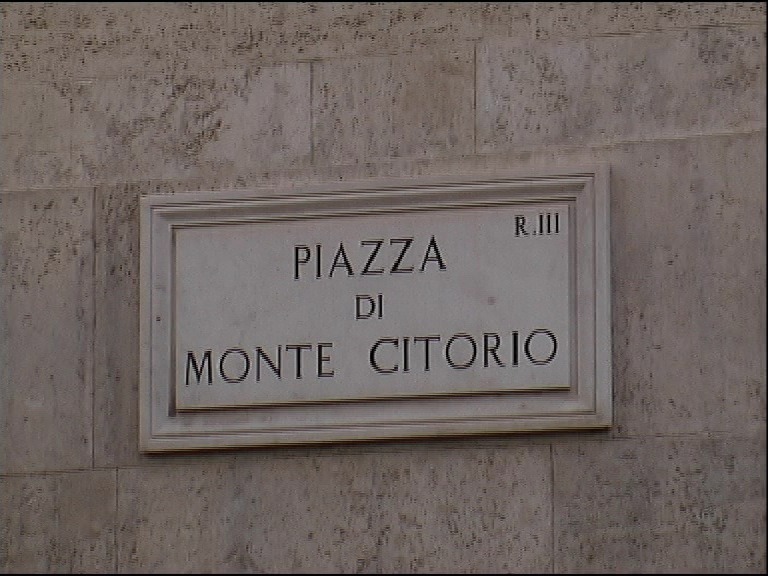 R.III
PIAZZA
DI
MONTE CITORIO